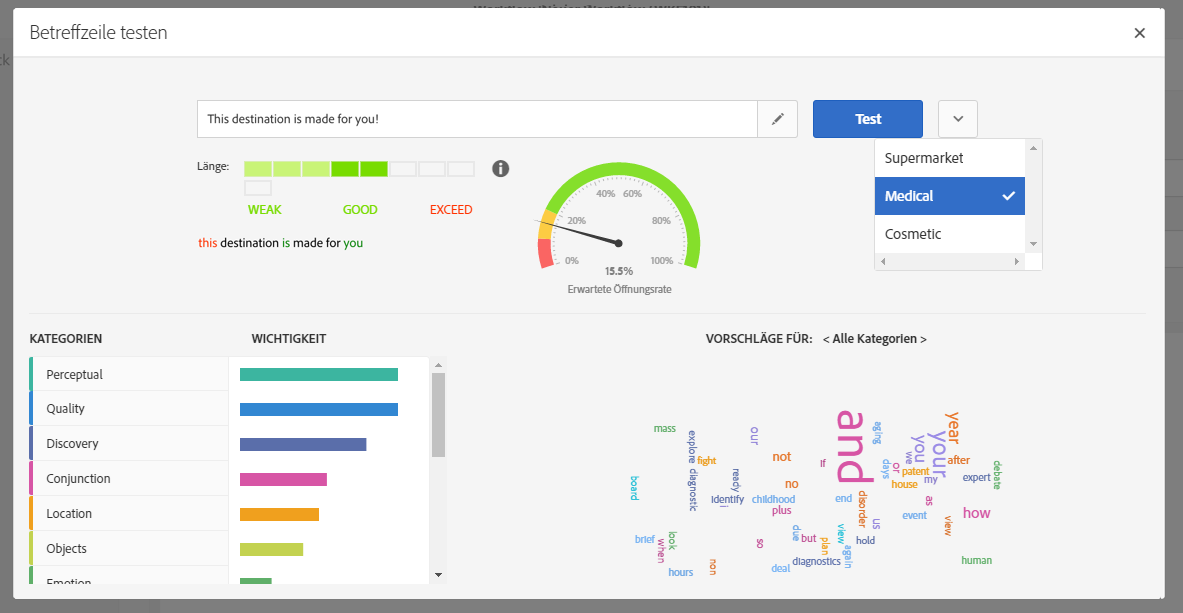 Betreffzeile testen
This destination is made for you!
Test
Supermarket
Medical
Cosmetic
Länge:
WEAK GOOD EXCEED
this destination is made for you
0%
20%
40%
60%
80%
100%
15.5%
Erwartete Öffnungsrate
KATEGORIEN
WICHTIGKEIT
Perceptual
Quality
Discovery
Conjunction
Location
Objects
Emotion
VORSCHLÄGE FÜR: < Alle Kategorien >
and
aging
year
mass
our
explore
fight
not
if
you
your
we
after
days
or
patent
my
house
expert
debate
diagnostic
ready
board
identify
i
childhood
no
plus
end
disorder
us
as
event
view
how
brief
when
look
hours
non
so
due
but
plan
view
again
hold
deal
diagnostics
human